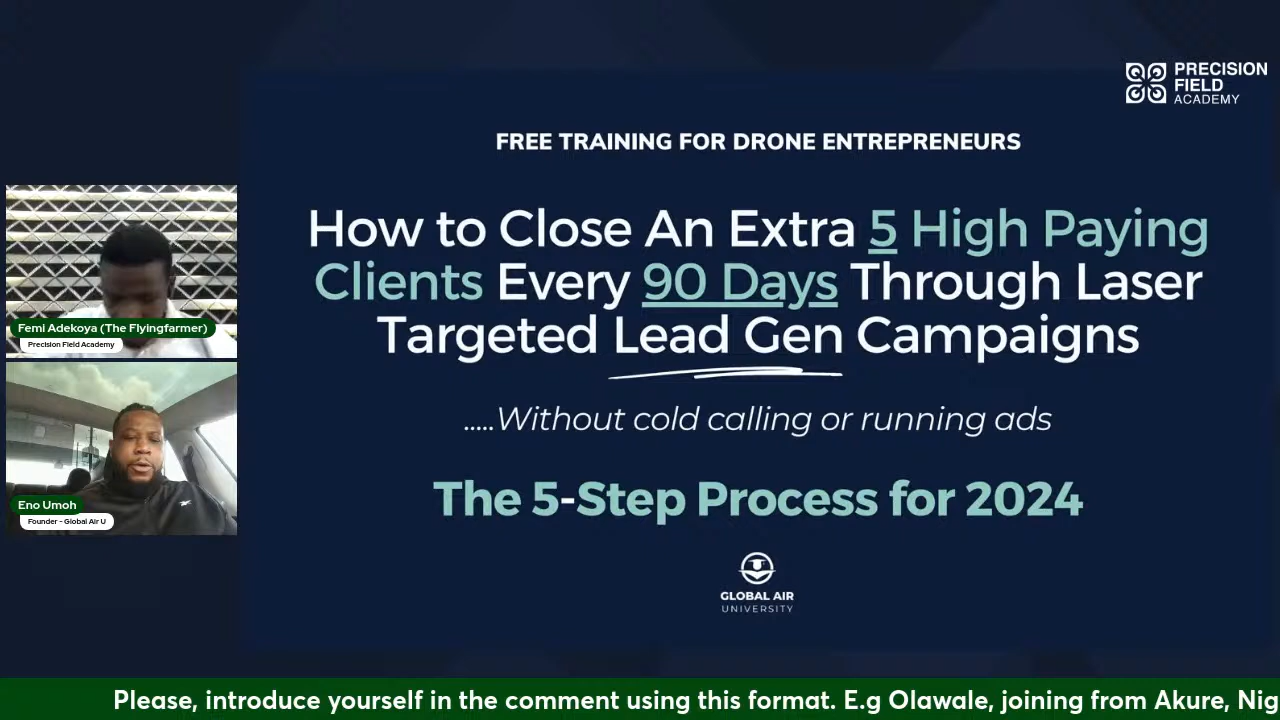 PRECISION
FIELD
ACADEMY
FREE TRAINING FOR DRONE ENTREPRENEURS
How to Close An Extra 5 High Paying
Clients Every 90 Days Through Laser
Targeted Lead Gen Campaigns
.....Without cold calling or running ads
The 5-Step Process for 2024
GLOBAL AIR
UNIVERSITY
Femi Adekoya (The Flyingfarmer)
Precision Field Academy
Eno Umoh
Founder - Global Air U
Please, introduce yourself in the comment using this format. E.g Olawale, joining from Akure, Nig